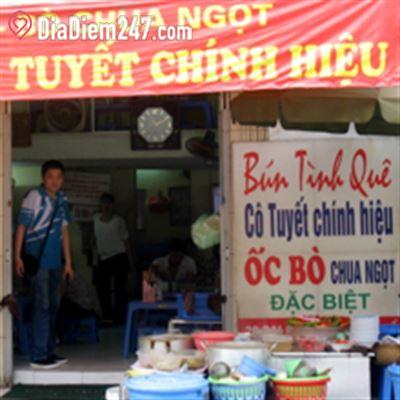 BÒ CHUA NGỌT
DiaDiem247.com
TUYẾT CHÍNH HIỆU
Bún Tình Quê
Cô Tuyết chính hiệu
ỐC BÒ CHUA NGỌT
ĐẶC BIỆT